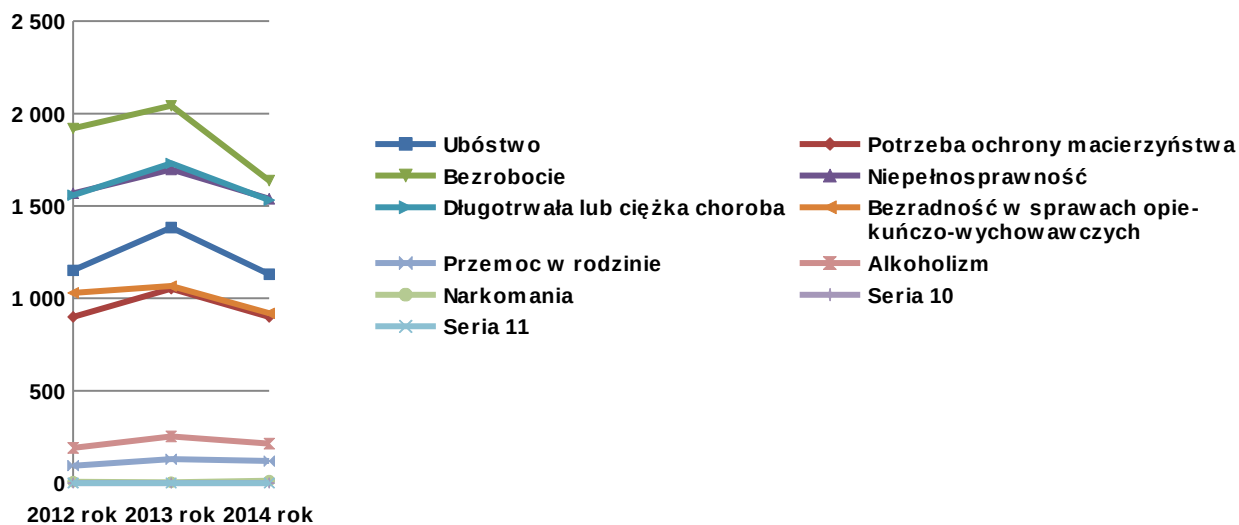 2 500
2 000
1 500
1 000
500
0
2012 rok 2013 rok 2014 rok
Ubóstwo
Potrzeba ochrony macierzyństwa
Bezrobocie
Niepełnosprawność
Długotrwała lub ciężka choroba
Bezradność w sprawach opie-
kuńczo-wychowawczych
Przemoc w rodzinie
Alkoholizm
Narkomania
Seria 10
Seria 11